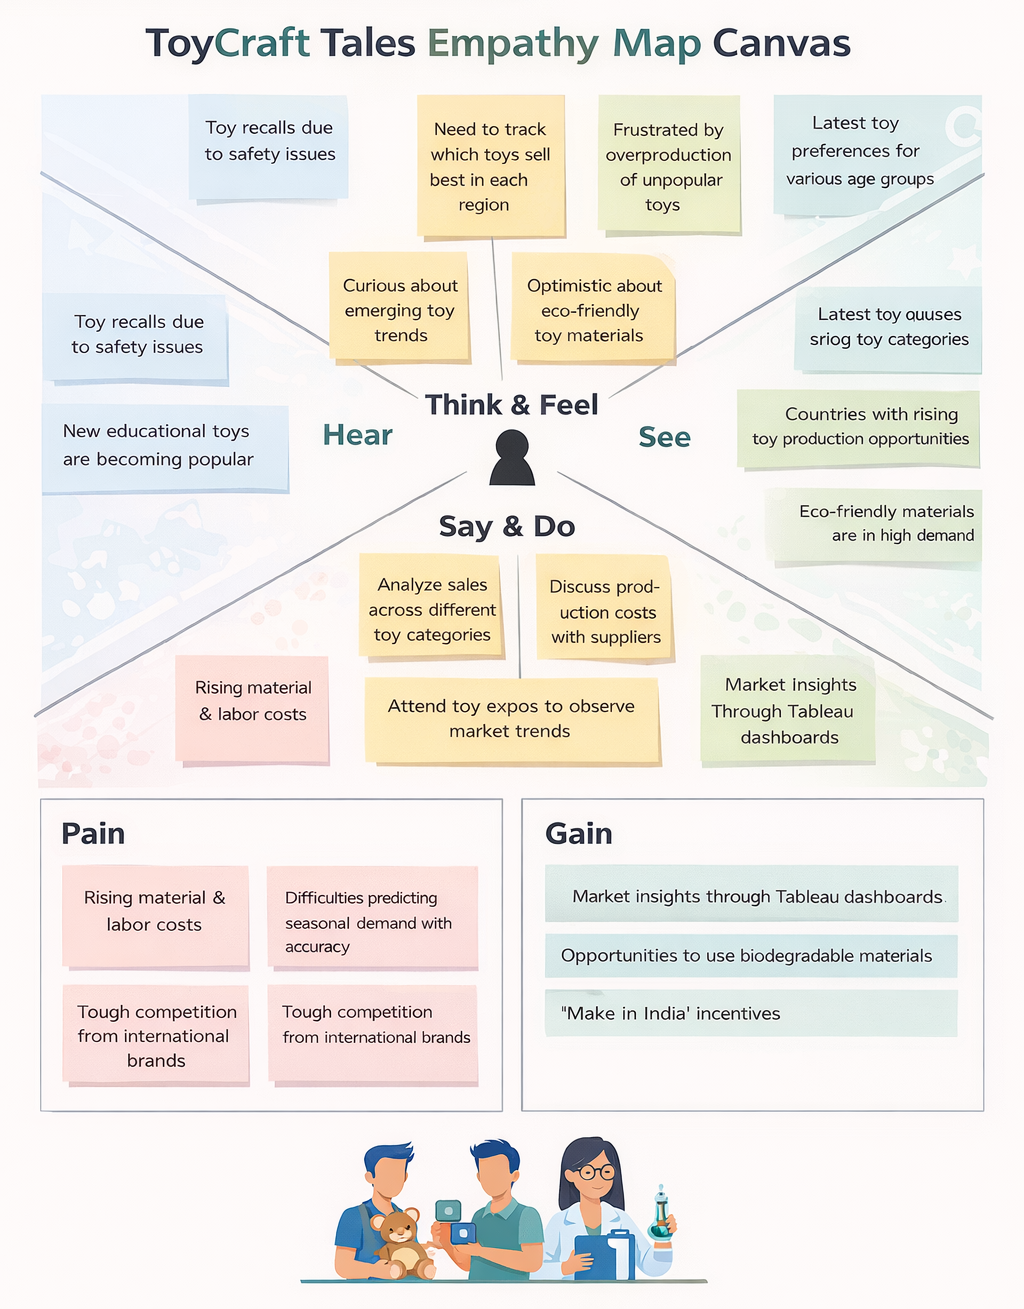 ToyCraft Tales Empathy Map Canvas
Toy recalls due
to safety issues
Need to track
which toys sell
best in each
region
Frustrated by
overproduction
of unpopular
toys
Latest toy
preferences for
various age groups
Curious about
emerging toy
trends
Optimistic about
eco-friendly
toy materials
Toy recalls due
to safety issues
New educational toys
are becoming popular
Hear
Think & Feel
See
Latest toy quuses
sriog toy categories
Countries with rising
toy production opportunities
Eco-friendly materials
are in high demand
Say & Do
Analyze sales
across different
toy categories
Discuss prod-
uction costs
with suppliers
Rising material
& labor costs
Attend toy expos to observe
market trends
Market insights
Through Tableau
dashboards
Pain
Rising material &
labor costs
Difficulties predicting
seasonal demand with
accuracy
Tough competition
from international
brands
Tough competition
from international brands
Gain
Market insights through Tableau dashboards.
Opportunities to use biodegradable materials
"Make in India' incentives